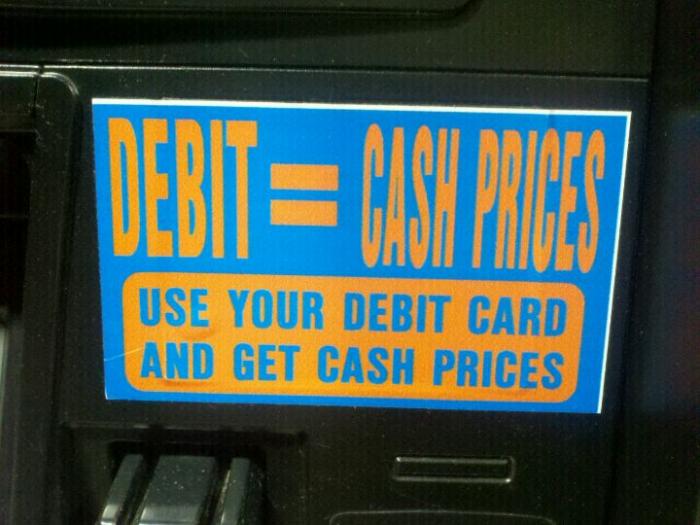 DEBIT = CASH PRICES
USE YOUR DEBIT CARD
AND GET CASH PRICES